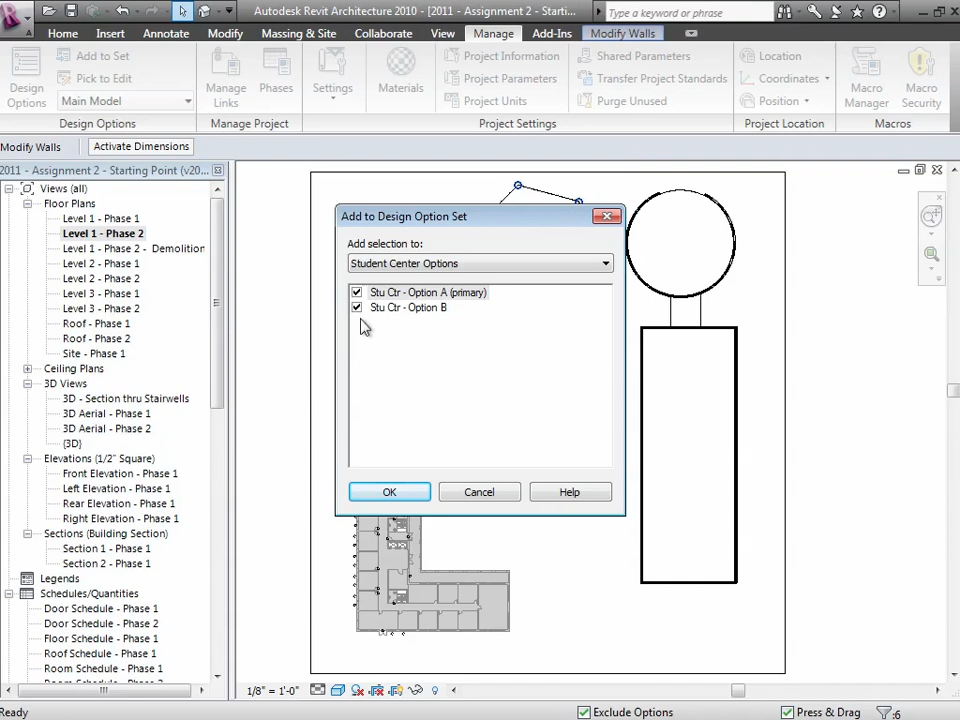 Autodesk Revit Architecture 2010 - [2011 - Assignment 2 - Starting Point (v20... - [2011 - Assignment 2 - Starti...
Type a keyword or phrase
Home Insert Annotate Modify Massing & Site Collaborate View Manage Add-Ins Modify Walls
Add to Set
Pick to Edit
Design Options
Main Model
Manage Links
Phases
Settings
Materials
Project Information
Project Parameters
Project Units
Shared Parameters
Transfer Project Standards
Purge Unused
Location
Coordinates
Position
Macro Manager
Macro Security
Design Options Manage Project Project Settings Project Location Macros
Modify Walls Activate Dimensions
2011 - Assignment 2 - Starting Point (v20...
Views (all)
Floor Plans
Level 1 - Phase 1
Level 1 - Phase 2
Level 1 - Phase 2 - Demolition
Level 2 - Phase 1
Level 2 - Phase 2
Level 3 - Phase 1
Level 3 - Phase 2
Roof - Phase 1
Roof - Phase 2
Site - Phase 1
Ceiling Plans
3D Views
3D - Section thru Stairwells
3D Aerial - Phase 1
3D Aerial - Phase 2
{3D}
Elevations (1/2" Square)
Front Elevation - Phase 1
Left Elevation - Phase 1
Rear Elevation - Phase 1
Right Elevation - Phase 1
Sections (Building Section)
Section 1 - Phase 1
Section 2 - Phase 1
Legends
Schedules/Quantities
Door Schedule - Phase 1
Door Schedule - Phase 2
Floor Schedule - Phase 1
Roof Schedule - Phase 1
Room Schedule - Phase 1
Add to Design Option Set
Add selection to:
Student Center Options
Stu Ctr - Option A (primary)
Stu Ctr - Option B
OK Cancel Help
1/8" = 1'-0"
Ready
Exclude Options
Press & Drag
:6